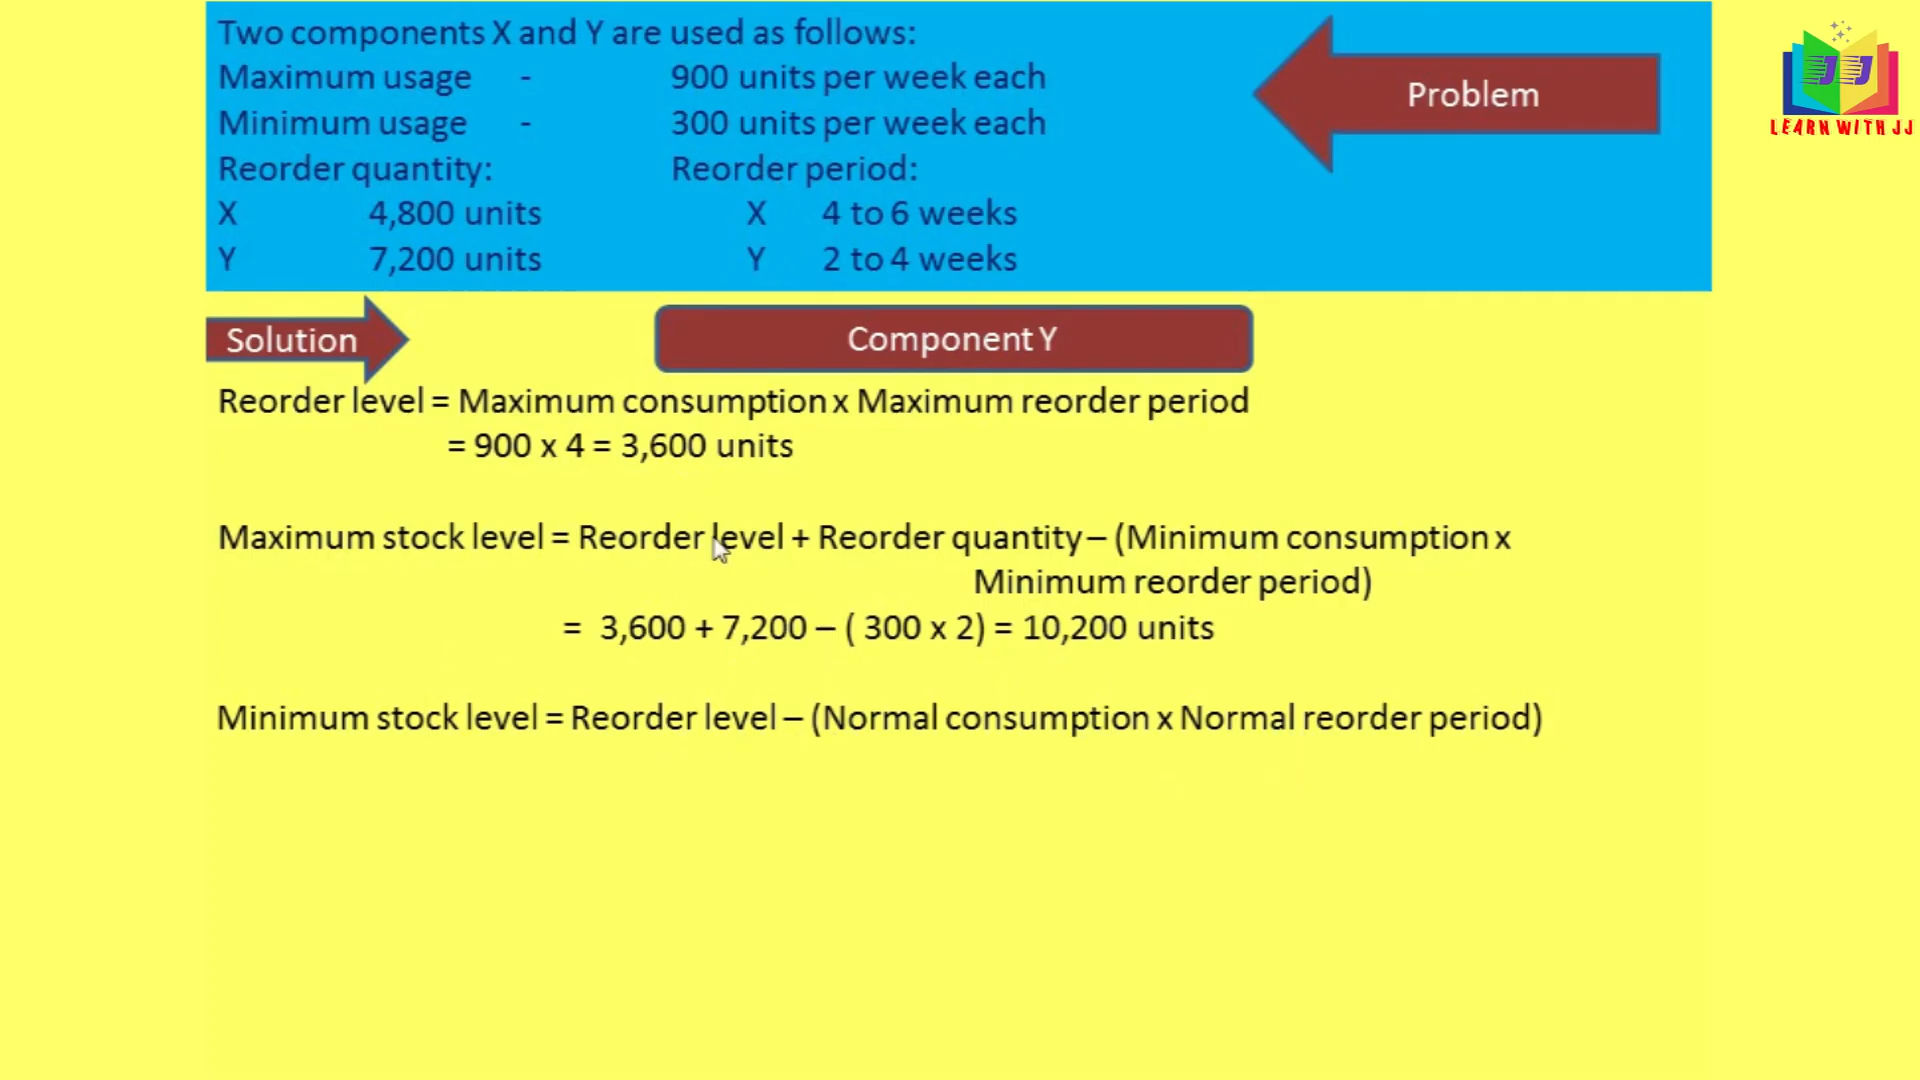 Two components X and Y are used as follows:
Maximum usage - 900 units per week each
Minimum usage - 300 units per week each
Reorder quantity: Reorder period:
X 4,800 units X 4 to 6 weeks
Y 7,200 units Y 2 to 4 weeks
Problem
JJ
LEARN WITH JJ
Solution
Component Y
Reorder level = Maximum consumption x Maximum reorder period
= 900 x 4 = 3,600 units
Maximum stock level = Reorder level + Reorder quantity – (Minimum consumption x
Minimum reorder period)
= 3,600 + 7,200 – ( 300 x 2) = 10,200 units
Minimum stock level = Reorder level – (Normal consumption x Normal reorder period)